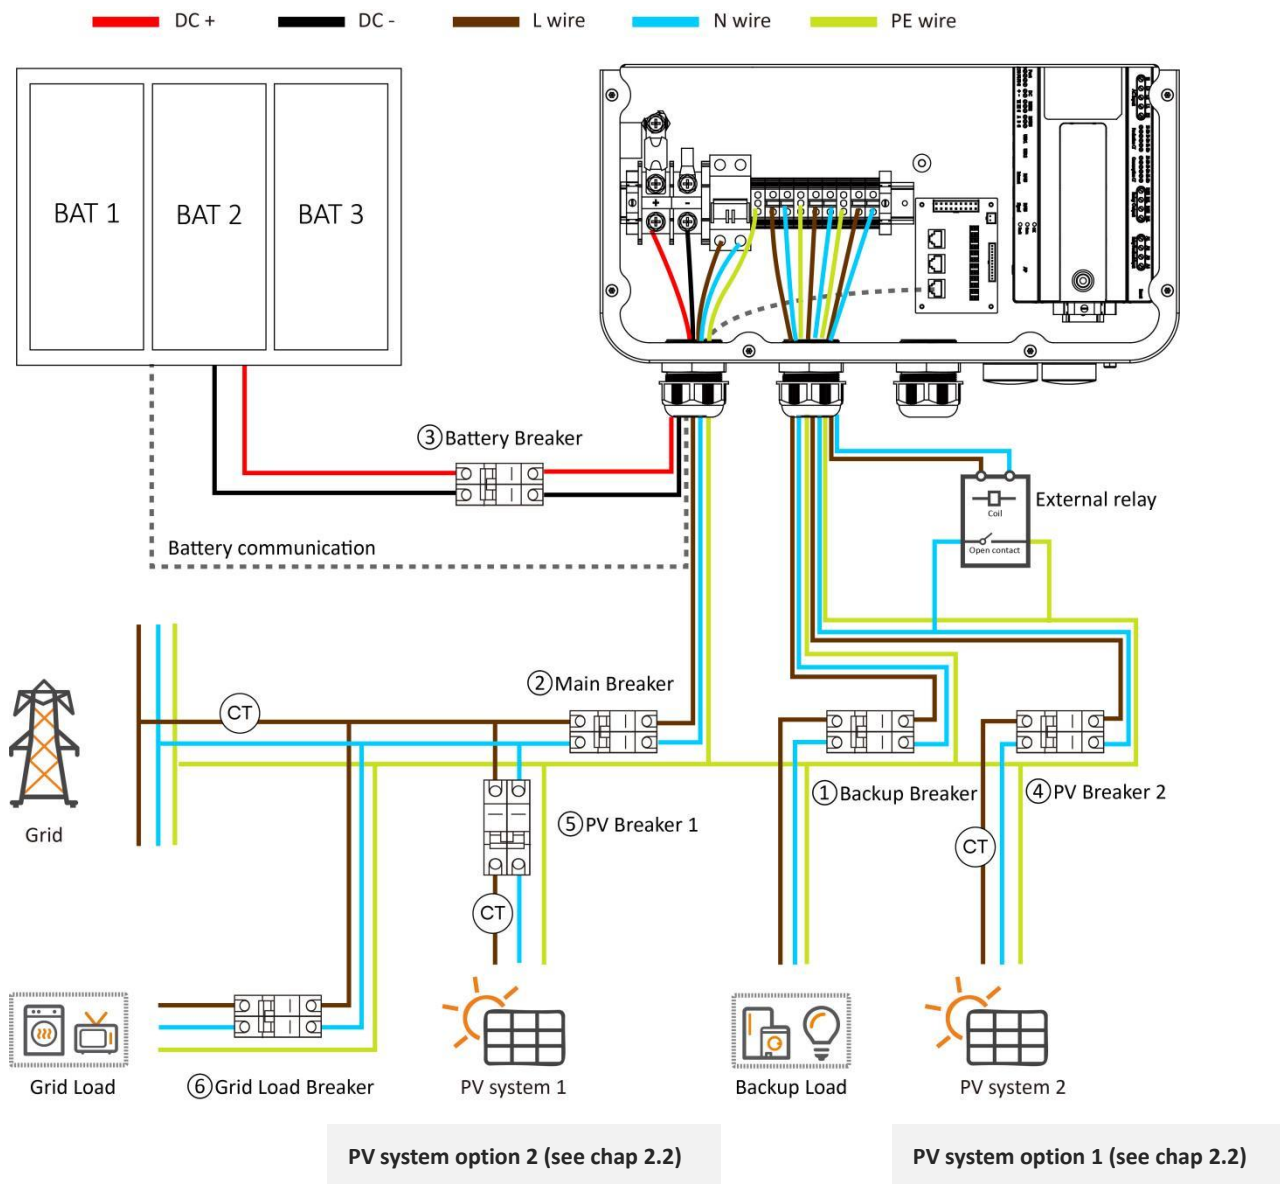 DC +
DC -
L wire
N wire
PE wire
BAT 1
BAT 2
BAT 3
+
-
③Battery Breaker
External relay
Coil
Open contact
Battery communication
②Main Breaker
CT
Grid
①Backup Breaker
④PV Breaker 2
⑤PV Breaker 1
CT
CT
Grid Load
⑥Grid Load Breaker
PV system 1
Backup Load
PV system 2
PV system option 2 (see chap 2.2)
PV system option 1 (see chap 2.2)